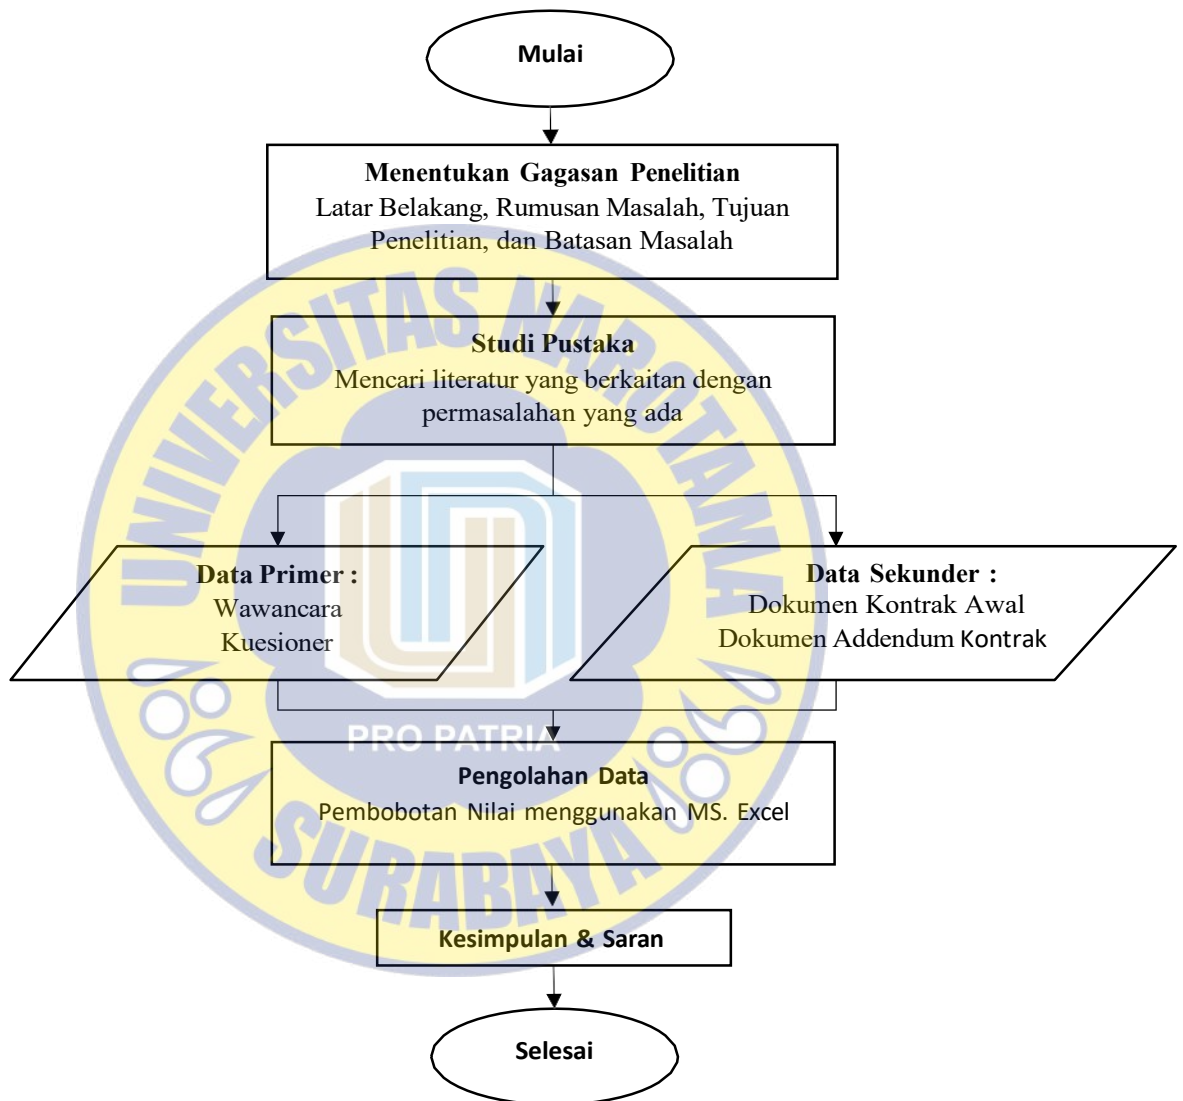 Mulai
Menentukan Gagasan Penelitian
Latar Belakang, Rumusan Masalah, Tujuan
Penelitian, dan Batasan Masalah
Studi Pustaka
Mencari literatur yang berkaitan dengan
permasalahan yang ada
UNIVERSITAS NAROTAMA
Data Primer :
Wawancara
Kuesioner
Data Sekunder :
Dokumen Kontrak Awal
Dokumen Addendum Kontrak
PRO PATRIA
Pengolahan Data
Pembobotan Nilai menggunakan MS. Excel
SURABAYA
Kesimpulan & Saran
Selesai